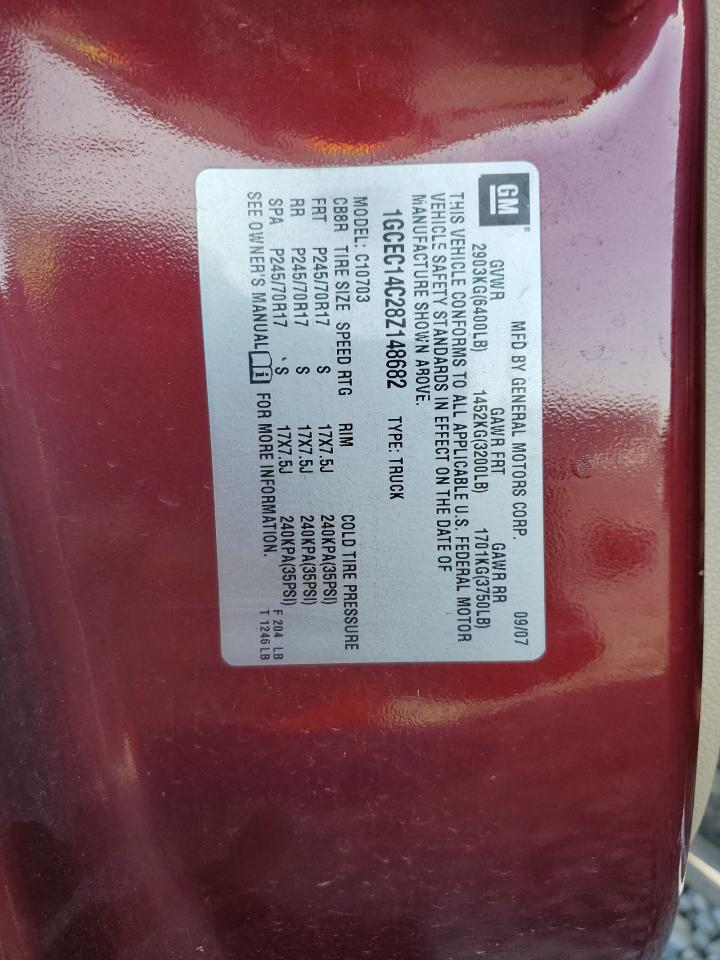 GM
MFD BY GENERAL MOTORS CORP. 09/07
GVWR GAWR FRT GAWR RR
2903KG(6400LB) 1452KG(3200LB) 1701KG(3750LB)
THIS VEHICLE CONFORMS TO ALL APPLICABLE U.S. FEDERAL MOTOR
VEHICLE SAFETY STANDARDS IN EFFECT ON THE DATE OF
MANUFACTURE SHOWN ABOVE.
1GCEC14C28Z148682 TYPE: TRUCK
MODEL: C10703
CB8R TIRE SIZE SPEED RTG RIM COLD TIRE PRESSURE
FRT P245/70R17 S 17X7.5J 240KPA(35PSI)
RR P245/70R17 S 17X7.5J 240KPA(35PSI)
SPA P245/70R17 S 17X7.5J 240KPA(35PSI)
SEE OWNER'S MANUAL i FOR MORE INFORMATION.
F 204 LB
T 1246 LB